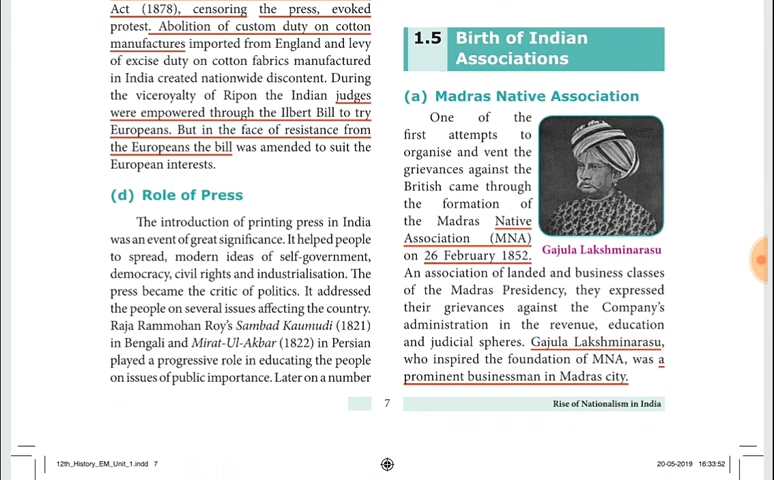 Act (1878), censoring the press, evoked
protest. Abolition of custom duty on cotton
manufactures imported from England and levy
of excise duty on cotton fabrics manufactured
in India created nationwide discontent. During
the viceroyalty of Ripon the Indian judges
were empowered through the Ilbert Bill to try
Europeans. But in the face of resistance from
the Europeans the bill was amended to suit the
European interests.
(d) Role of Press
The introduction of printing press in India
was an event of great significance. It helped people
to spread, modern ideas of self-government,
democracy, civil rights and industrialisation. The
press became the critic of politics. It addressed
the people on several issues affecting the country.
Raja Rammohan Roy's Sambad Kaumudi (1821)
in Bengali and Mirat-Ul-Akbar (1822) in Persian
played a progressive role in educating the people
on issues of public importance. Later on a number
1.5 Birth of Indian
Associations
(a) Madras Native Association
One of the
first attempts to
organise and vent the
grievances against the
British came through
the formation of
the Madras Native
Association (MNA)
on 26 February 1852.
Gajula Lakshminarasu
An association of landed and business classes
of the Madras Presidency, they expressed
their grievances against the Company's
administration in the revenue, education
and judicial spheres. Gajula Lakshminarasu,
who inspired the foundation of MNA, was a
prominent businessman in Madras city.
7
Rise of Nationalism in India
12th_History_EM_Unit_1.indd 7
20-05-2019 16:33:52